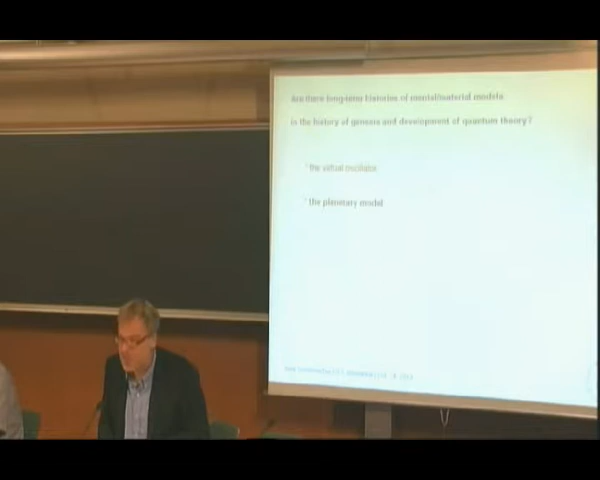 Are there long-term histories of mental/material models
in the history of genesis and development of quantum theory?
* the virtual oscillator
* the planetary model